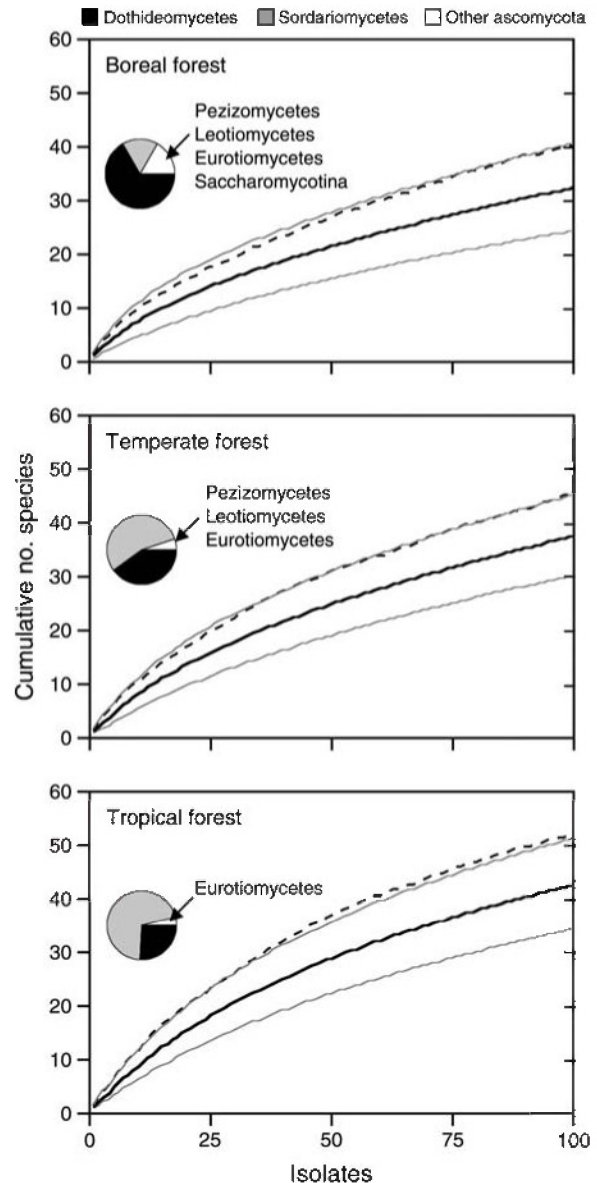 Dothideomycetes Sordariomycetes Other ascomycota
60
50
40
30
20
10
0
Boreal forest
Pezizomycetes
Leotiomycetes
Eurotiomycetes
Saccharomycotina
Cumulative no. species
60
50
40
30
20
10
0
Temperate forest
Pezizomycetes
Leotiomycetes
Eurotiomycetes
60
50
40
30
20
10
0
Tropical forest
Eurotiomycetes
0 25 50 75 100
Isolates